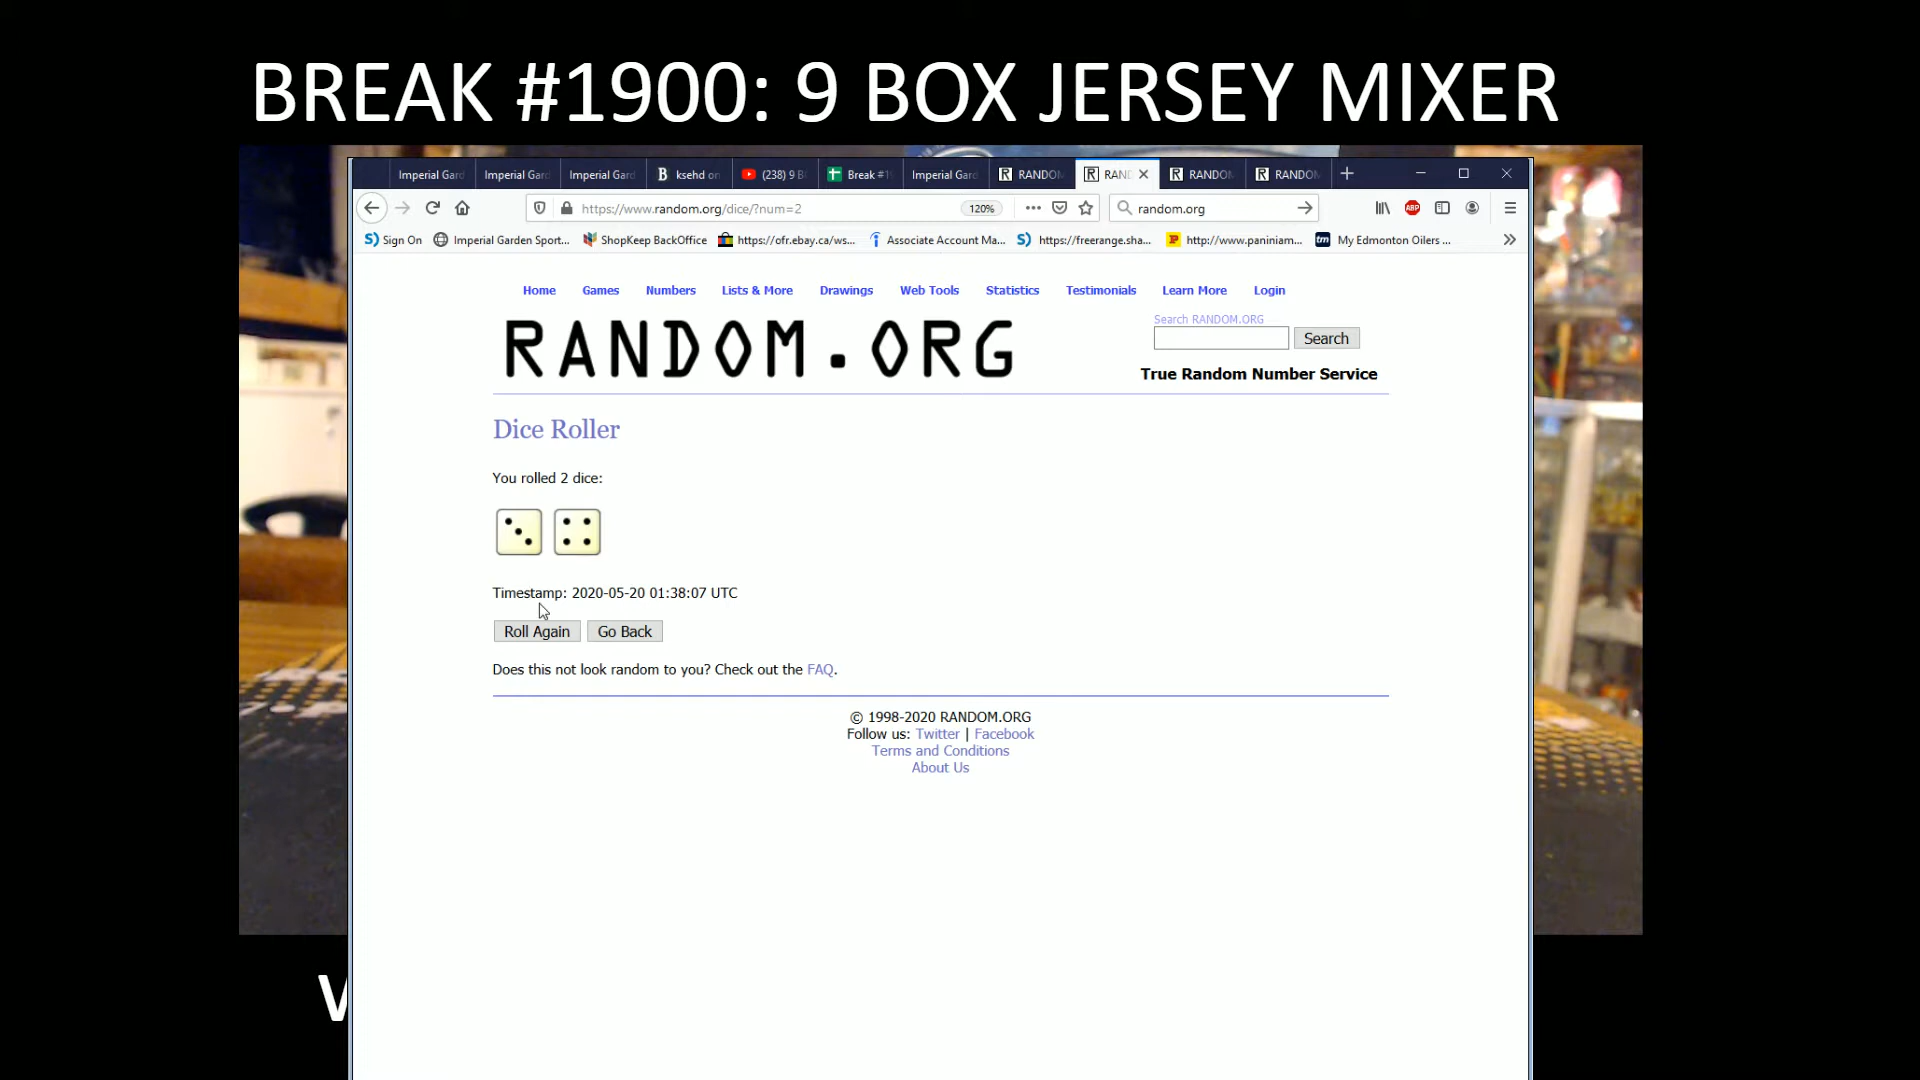 BREAK #1900: 9 BOX JERSEY MIXER
Imperial Gard Imperial Gard Imperial Gard ksehd on (238) 9 B Break #1 Imperial Gard RANDOM RAND RANDOM RANDOM
https://www.random.org/dice/?num=2 120% random.org
Sign On Imperial Garden Sport... ShopKeep BackOffice https://ofr.ebay.ca/ws... Associate Account Ma... https://freerange.sha... http://www.paniniam... My Edmonton Oilers ...
Home Games Numbers Lists & More Drawings Web Tools Statistics Testimonials Learn More Login
RANDOM.ORG
Search RANDOM.ORG
Search
True Random Number Service
Dice Roller
You rolled 2 dice:
Timestamp: 2020-05-20 01:38:07 UTC
Roll Again Go Back
Does this not look random to you? Check out the FAQ.
© 1998-2020 RANDOM.ORG
Follow us: Twitter | Facebook
Terms and Conditions
About Us